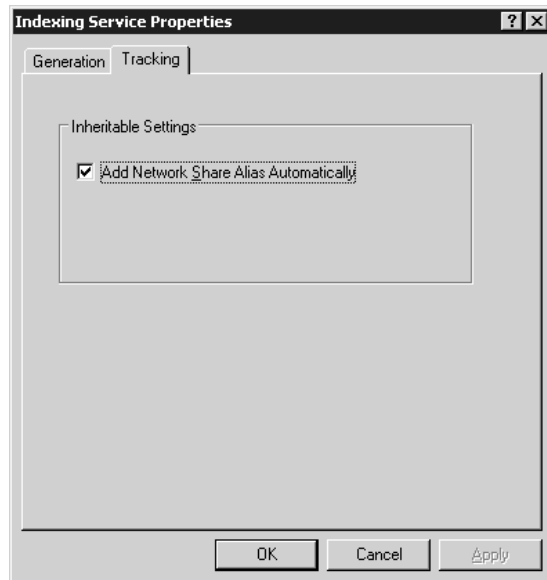 Indexing Service Properties
Generation Tracking
Inheritable Settings
Add Network Share Alias Automatically
OK Cancel Apply